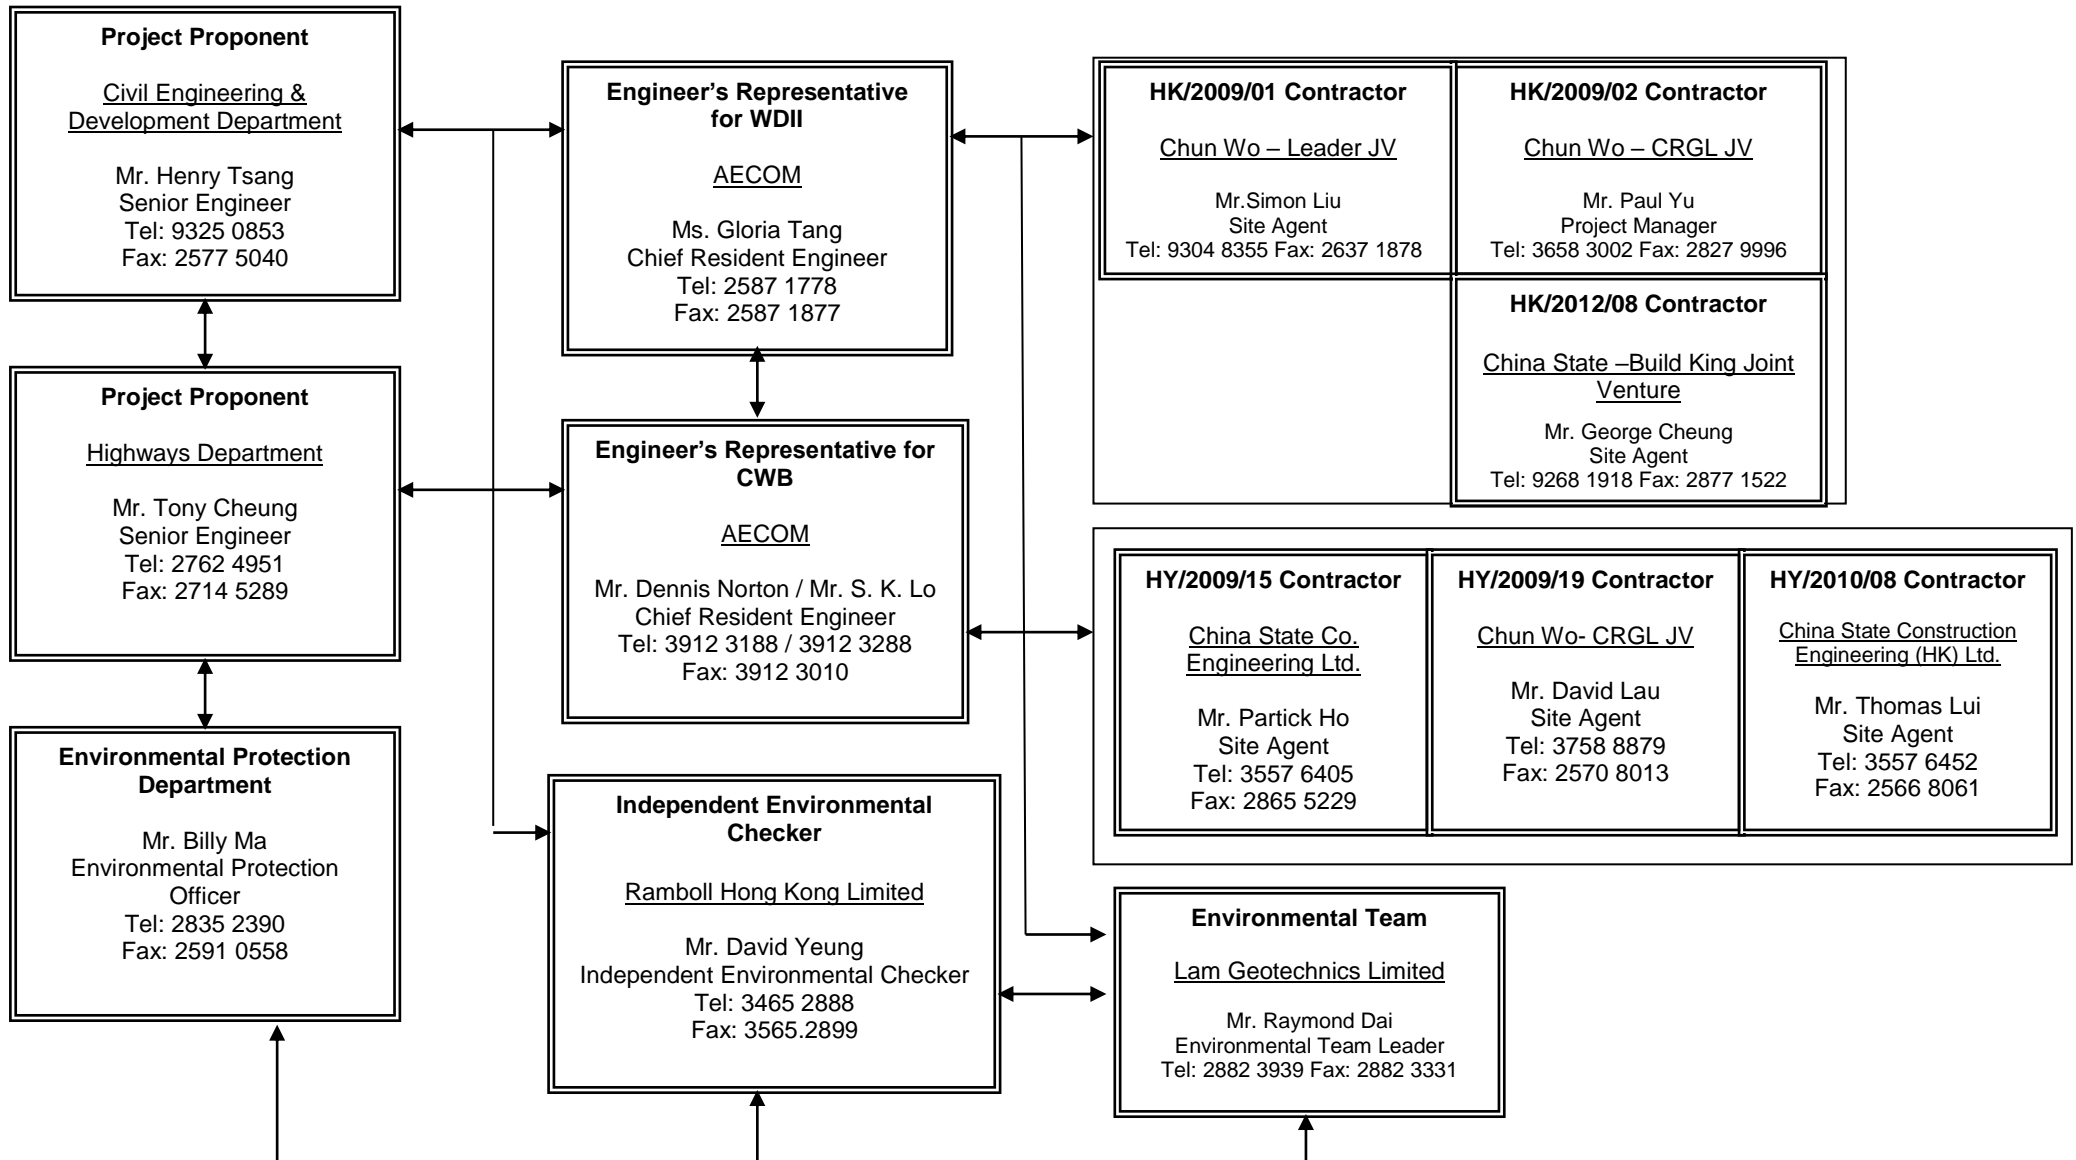 Project Proponent
Civil Engineering &
Development Department
Mr. Henry Tsang
Senior Engineer
Tel: 9325 0853
Fax: 2577 5040
Project Proponent
Highways Department
Mr. Tony Cheung
Senior Engineer
Tel: 2762 4951
Fax: 2714 5289
Environmental Protection
Department
Mr. Billy Ma
Environmental Protection
Officer
Tel: 2835 2390
Fax: 2591 0558
Engineer’s Representative
for WDII
AECOM
Ms. Gloria Tang
Chief Resident Engineer
Tel: 2587 1778
Fax: 2587 1877
Engineer’s Representative for
CWB
AECOM
Mr. Dennis Norton / Mr. S. K. Lo
Chief Resident Engineer
Tel: 3912 3188 / 3912 3288
Fax: 3912 3010
Independent Environmental
Checker
Ramboll Hong Kong Limited
Mr. David Yeung
Independent Environmental Checker
Tel: 3465 2888
Fax: 3565.2899
HK/2009/01 Contractor
Chun Wo – Leader JV
Mr.Simon Liu
Site Agent
Tel: 9304 8355 Fax: 2637 1878
HK/2009/02 Contractor
Chun Wo – CRGL JV
Mr. Paul Yu
Project Manager
Tel: 3658 3002 Fax: 2827 9996
HK/2012/08 Contractor
China State –Build King Joint
Venture
Mr. George Cheung
Site Agent
Tel: 9268 1918 Fax: 2877 1522
HY/2009/15 Contractor
China State Co.
Engineering Ltd.
Mr. Partick Ho
Site Agent
Tel: 3557 6405
Fax: 2865 5229
HY/2009/19 Contractor
Chun Wo- CRGL JV
Mr. David Lau
Site Agent
Tel: 3758 8879
Fax: 2570 8013
HY/2010/08 Contractor
China State Construction
Engineering (HK) Ltd.
Mr. Thomas Lui
Site Agent
Tel: 3557 6452
Fax: 2566 8061
Environmental Team
Lam Geotechnics Limited
Mr. Raymond Dai
Environmental Team Leader
Tel: 2882 3939 Fax: 2882 3331